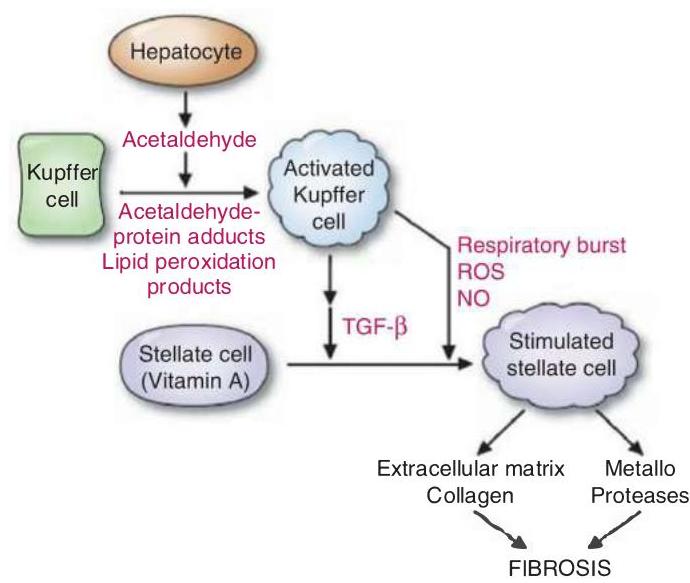 Hepatocyte
Acetaldehyde
Kupffer
cell
Activated
Kupffer
cell
Acetaldehyde-
protein adducts
Lipid peroxidation
products
Respiratory burst
ROS
NO
TGF-β
Stellate cell
(Vitamin A)
Stimulated
stellate cell
Extracellular matrix
Collagen
Metallo
Proteases
FIBROSIS